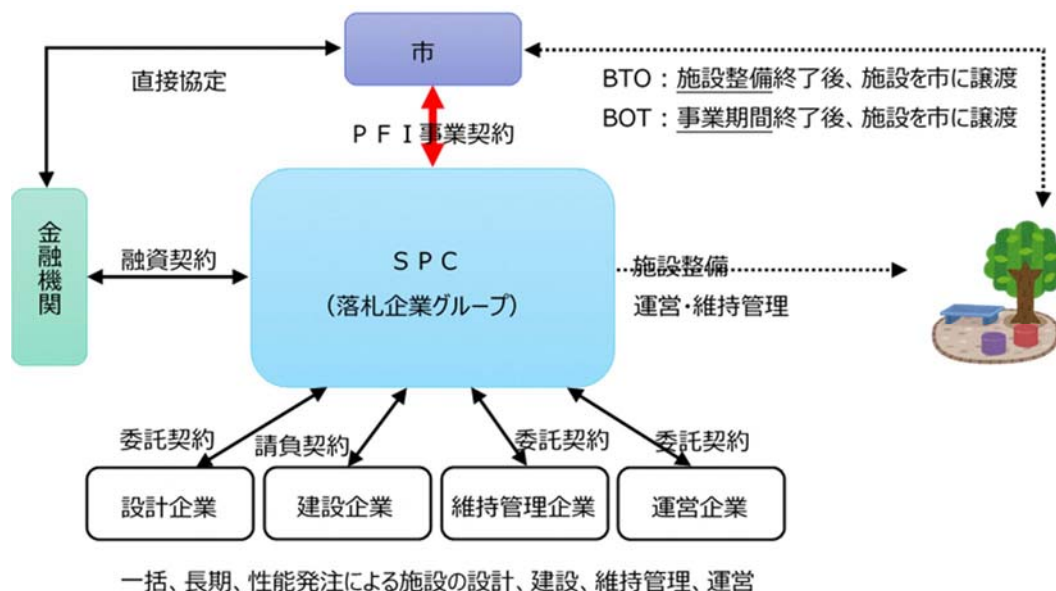 市
直接協定
BTO：施設整備終了後、施設を市に譲渡
BOT：事業期間終了後、施設を市に譲渡
ＰＦＩ事業契約
金融機関
融資契約
ＳＰＣ
（落札企業グループ）
施設整備
運営・維持管理
委託契約
請負契約
委託契約
委託契約
設計企業
建設企業
維持管理企業
運営企業
一括、長期、性能発注による施設の設計、建設、維持管理、運営